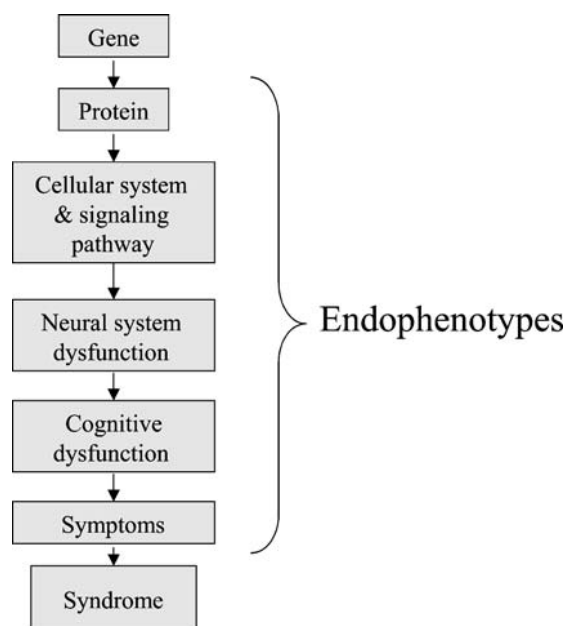 Gene
Protein
Cellular system
& signaling
pathway
Neural system
dysfunction
Cognitive
dysfunction
Symptoms
Syndrome
Endophenotypes